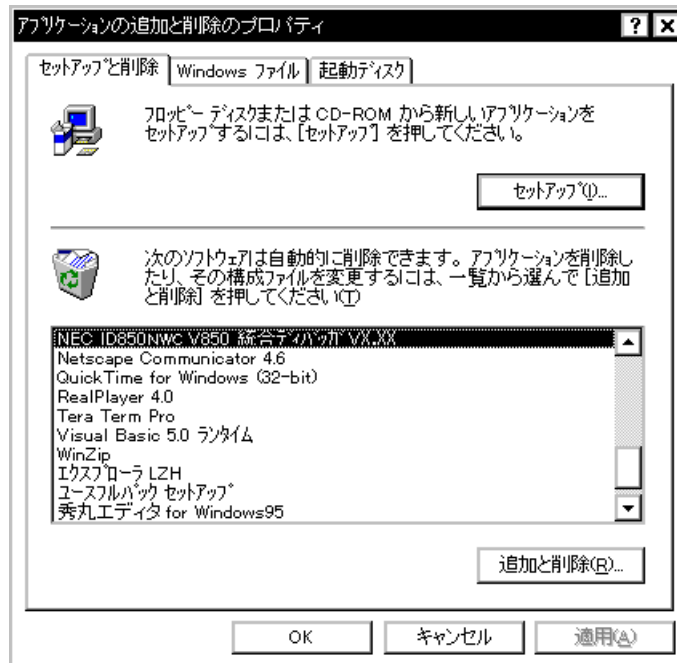 アプリケーションの追加と削除のプロパティ
セットアップと削除 Windows ファイル 起動ディスク
フロッピー ディスクまたは CD-ROM から新しいアプリケーションを
セットアップするには、[セットアップ] を押してください。
セットアップ(I)...
次のソフトウェアは自動的に削除できます。アプリケーションを削除し
たり、その構成ファイルを変更するには、一覧から選んで [追加
と削除] を押してください(T)
NEC ID850NWC V850 統合ディバッガ VX.XX
Netscape Communicator 4.6
QuickTime for Windows (32-bit)
RealPlayer 4.0
Tera Term Pro
Visual Basic 5.0 ランタイム
WinZip
エクスプローラ LZH
ユースフルパック セットアップ
秀丸エディタ for Windows95
追加と削除(R)...
OK キャンセル 適用(A)